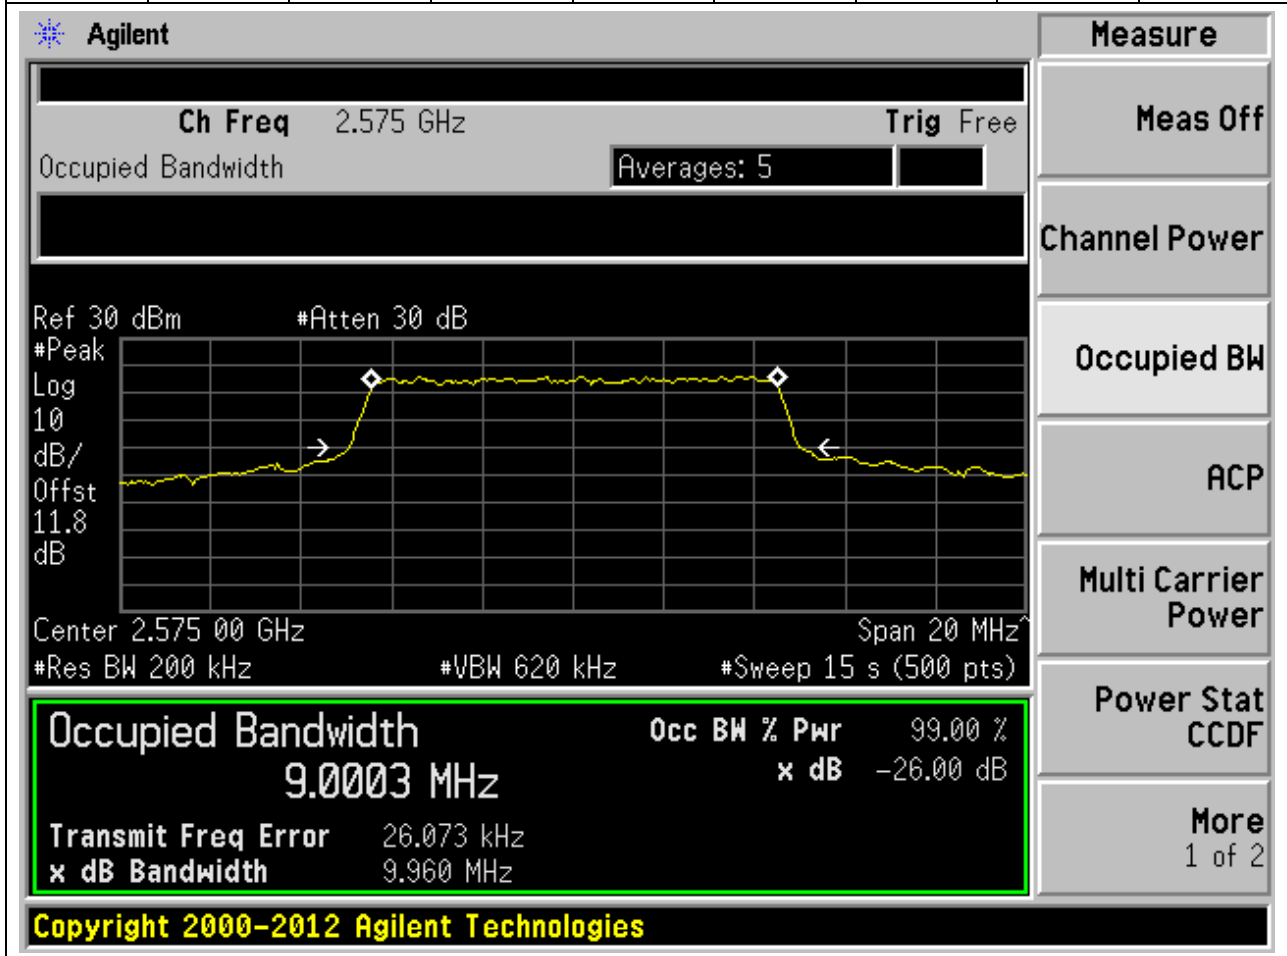 Agilent
Measure
Ch Freq 2.575 GHz Trig Free
Meas Off
Occupied Bandwidth Averages: 5
Channel Power
Ref 30 dBm #Atten 30 dB
#Peak
Log
10
dB/
Offst
11.8
dB
Occupied BW
ACP
Multi Carrier
Power
Center 2.575 00 GHz Span 20 MHz^
#Res BW 200 kHz #VBW 620 kHz #Sweep 15 s (500 pts)
Power Stat
CCDF
Occupied Bandwidth Occ BW % Pwr 99.00 %
9.0003 MHz x dB -26.00 dB
Transmit Freq Error 26.073 kHz
x dB Bandwidth 9.960 MHz
More
1 of 2
Copyright 2000-2012 Agilent Technologies